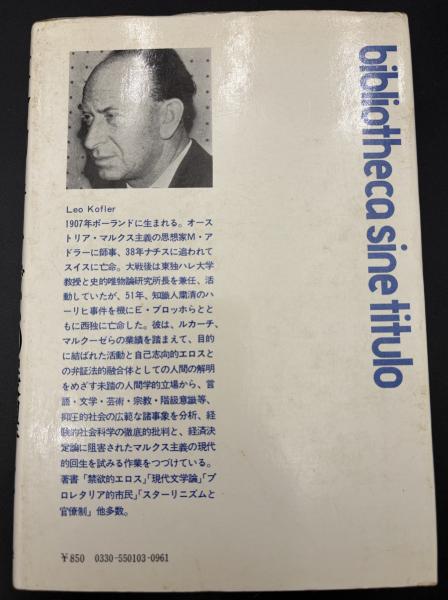 bibliotheca sine titulo
Leo Kofler
1907年ポーランドに生まれる。オース
トリア・マルクス主義の思想家M・ア
ドラーに師事、38年ナチスに追われて
スイスに亡命。大戦後は東独ハレ大学
教授と史的唯物論研究所長を兼任、活
動していたが、51年、知識人粛清のハ
ーリヒ事件を機にE・ブロッホらとと
もに西独に亡命した。彼は、ルカーチ、
マルクーゼらの業績を踏まえて、目的
に結ばれた活動と自己志向的エロスと
の弁証法的融合体としての人間の解明
をめざす未踏の人間学的立場から、言
語・文学・芸術・宗教・階級意識等、
抑圧的社会の広範な諸事象を分析、経
験的社会科学の徹底的批判と、経済決
定論に阻害されたマルクス主義の現代
的回生を試みる作業をつづけている。
著書「禁欲的エロス」「現代文学論」「プ
ロレタリア的市民」「スターリニズムと
官僚制」他多数。
¥850 0330-550103-0961